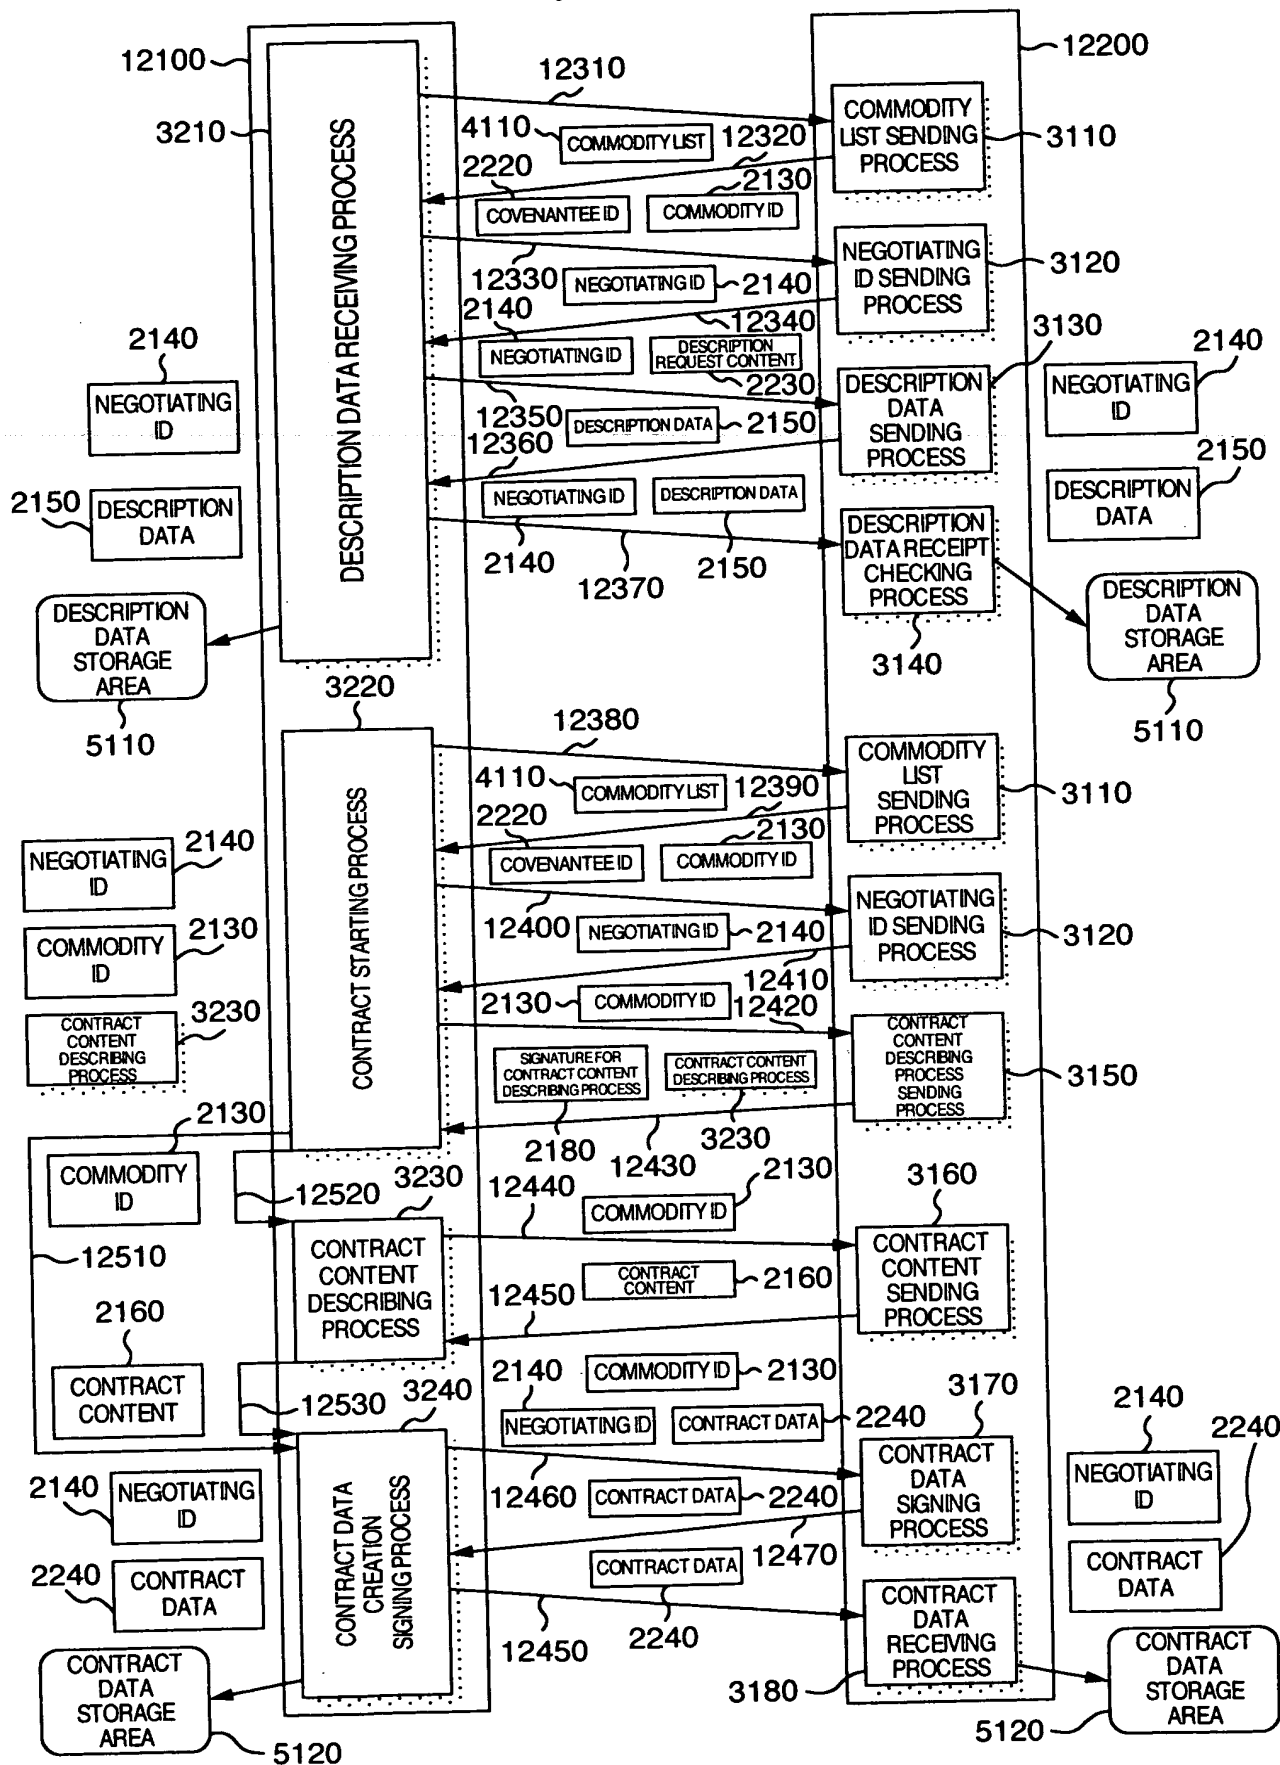 12100
3210
12200
12310
COMMODITY
LIST SENDING
PROCESS
3110
4110
COMMODITY LIST
12320
2220
2130
COVENANTEE ID
COMMODITY ID
DESCRIPTION DATA RECEIVING PROCESS
NEGOTIATING
ID SENDING
PROCESS
3120
12330
NEGOTIATING ID
2140
2140
12340
NEGOTIATING ID
DESCRIPTION
REQUEST CONTENT
2230
3130
2140
NEGOTIATING
ID
DESCRIPTION
DATA
SENDING
PROCESS
2140
NEGOTIATING
ID
12350
12360
DESCRIPTION DATA
2150
2150
DESCRIPTION
DATA
2150
DESCRIPTION
DATA
NEGOTIATING ID
DESCRIPTION DATA
2140
12370
2150
DESCRIPTION
DATA RECEIPT
CHECKING
PROCESS
3140
DESCRIPTION
DATA
STORAGE
AREA
5110
DESCRIPTION
DATA
STORAGE
AREA
5110
3220
12380
COMMODITY
LIST
SENDING
PROCESS
3110
4110
COMMODITY LIST
12390
2220
2130
COVENANTEE ID
COMMODITY ID
CONTRACT STARTING PROCESS
2140
NEGOTIATING
ID
NEGOTIATING
ID SENDING
PROCESS
3120
12400
NEGOTIATING ID
2140
12410
2130
COMMODITY
ID
2130
COMMODITY ID
12420
3230
CONTRACT
CONTENT
DESCRIBING
PROCESS
CONTRACT
CONTENT
DESCRIBING
PROCESS
SENDING
PROCESS
3150
SIGNATURE FOR
CONTRACT CONTENT
DESCRIBING PROCESS
CONTRACT CONTENT
DESCRIBING PROCESS
2180
12430
3230
2130
COMMODITY
ID
12520
12510
3230
12440
2130
COMMODITY ID
3160
CONTRACT
CONTENT
DESCRIBING
PROCESS
CONTRACT
CONTENT
SENDING
PROCESS
CONTRACT
CONTENT
2160
12450
2160
CONTRACT
CONTENT
12530
3240
2140
COMMODITY ID
2130
NEGOTIATING ID
CONTRACT DATA
2240
3170
CONTRACT
DATA
SIGNING
PROCESS
2140
NEGOTIATING
ID
2240
CONTRACT
DATA
2140
NEGOTIATING
ID
12460
CONTRACT DATA
2240
12470
CONTRACT DATA
CREATION
SIGNING PROCESS
2240
CONTRACT
DATA
CONTRACT DATA
2240
12450
CONTRACT
DATA
RECEIVING
PROCESS
3180
CONTRACT
DATA
STORAGE
AREA
5120
CONTRACT
DATA
STORAGE
AREA
5120